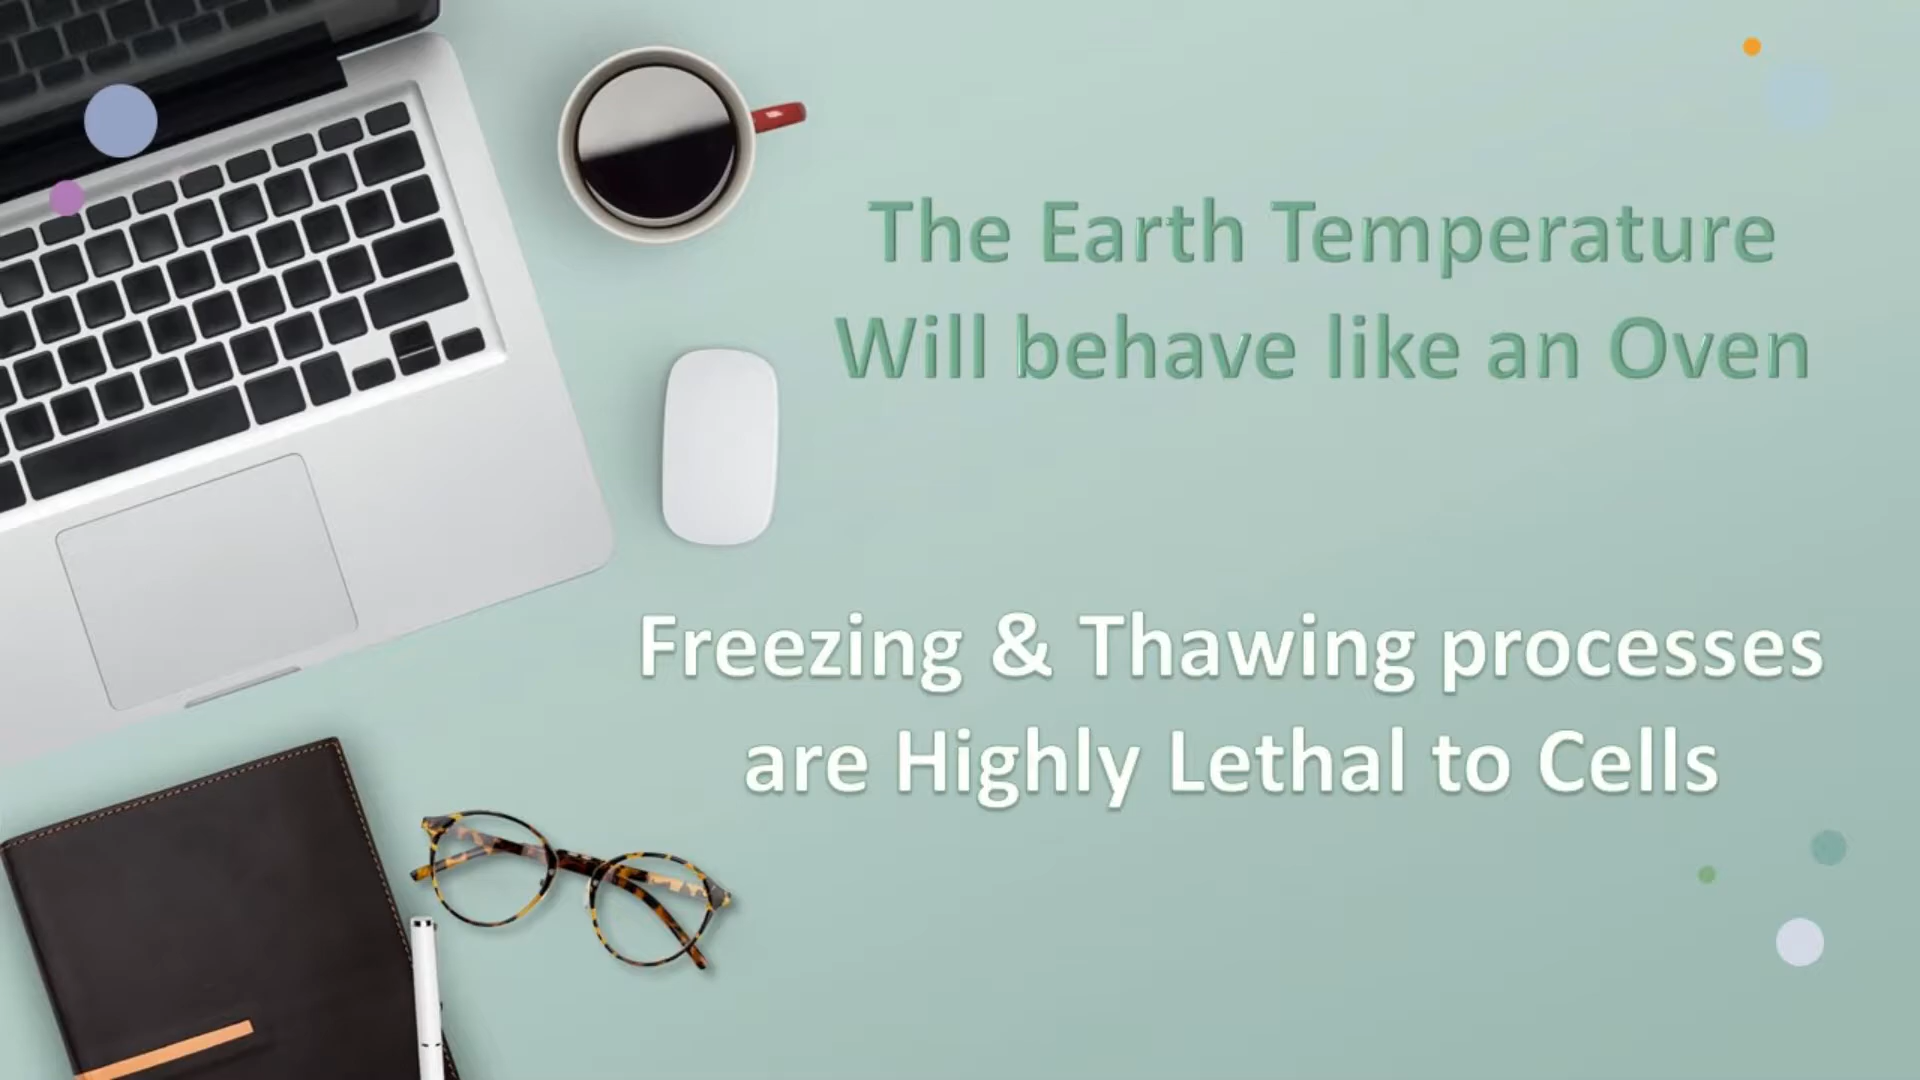 The Earth Temperature
Will behave like an Oven
Freezing & Thawing processes
are Highly Lethal to Cells